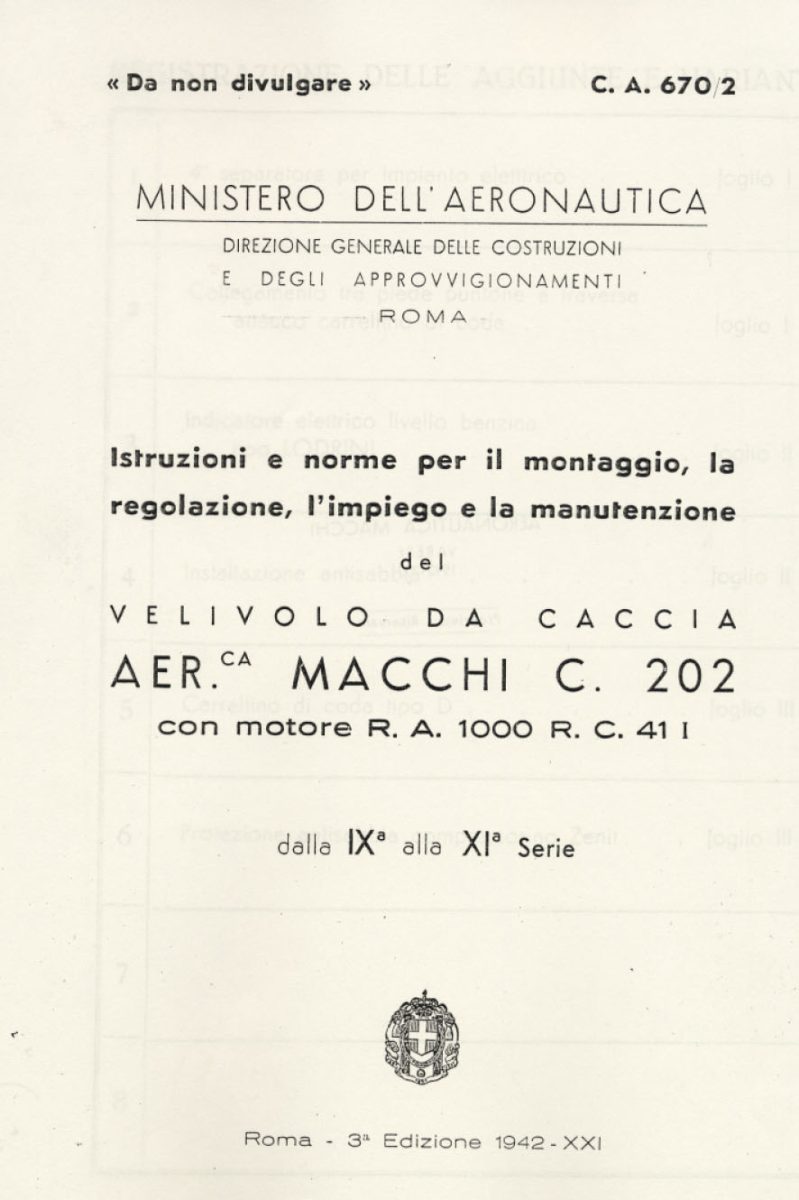 « Da non divulgare » C. A. 670/2
MINISTERO DELL'AERONAUTICA
DIREZIONE GENERALE DELLE COSTRUZIONI
E DEGLI APPROVVIGIONAMENTI
ROMA
Istruzioni e norme per il montaggio, la
regolazione, l'impiego e la manutenzione
del
VELIVOLO DA CACCIA
AER.CA MACCHI C. 202
con motore R. A. 1000 R. C. 41 I
dalla IXª alla XIª Serie
Roma - 3ª Edizione 1942 - XXI